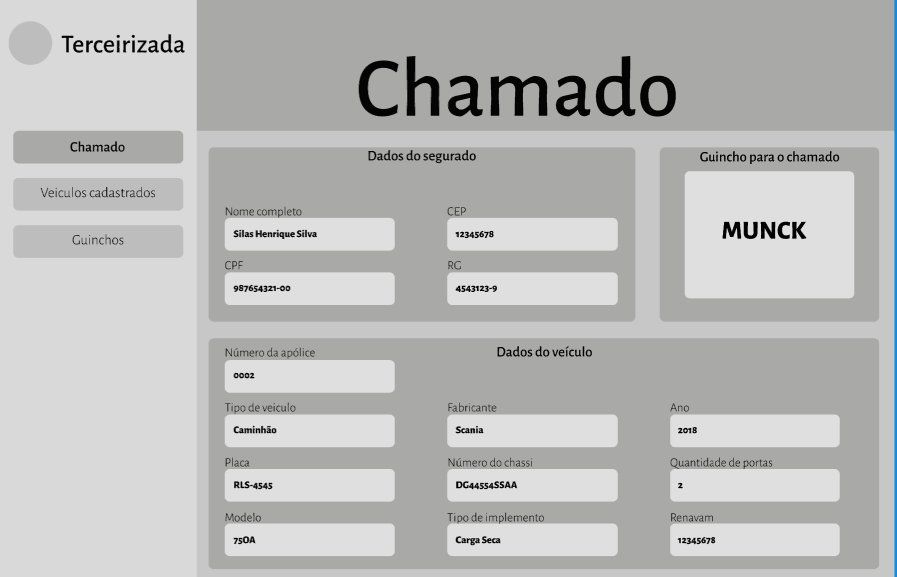 Terceirizada
Chamado
Veiculos cadastrados
Guinchos
Chamado
Dados do segurado
Nome completo
Silas Henrique Silva
CEP
12345678
CPF
987654321-00
RG
4543123-9
Guincho para o chamado
MUNCK
Dados do veículo
Número da apólice
0002
Tipo de veiculo
Caminhão
Fabricante
Scania
Ano
2018
Placa
RLS-4545
Número do chassi
DG44554SSAA
Quantidade de portas
2
Modelo
75OA
Tipo de implemento
Carga Seca
Renavam
12345678